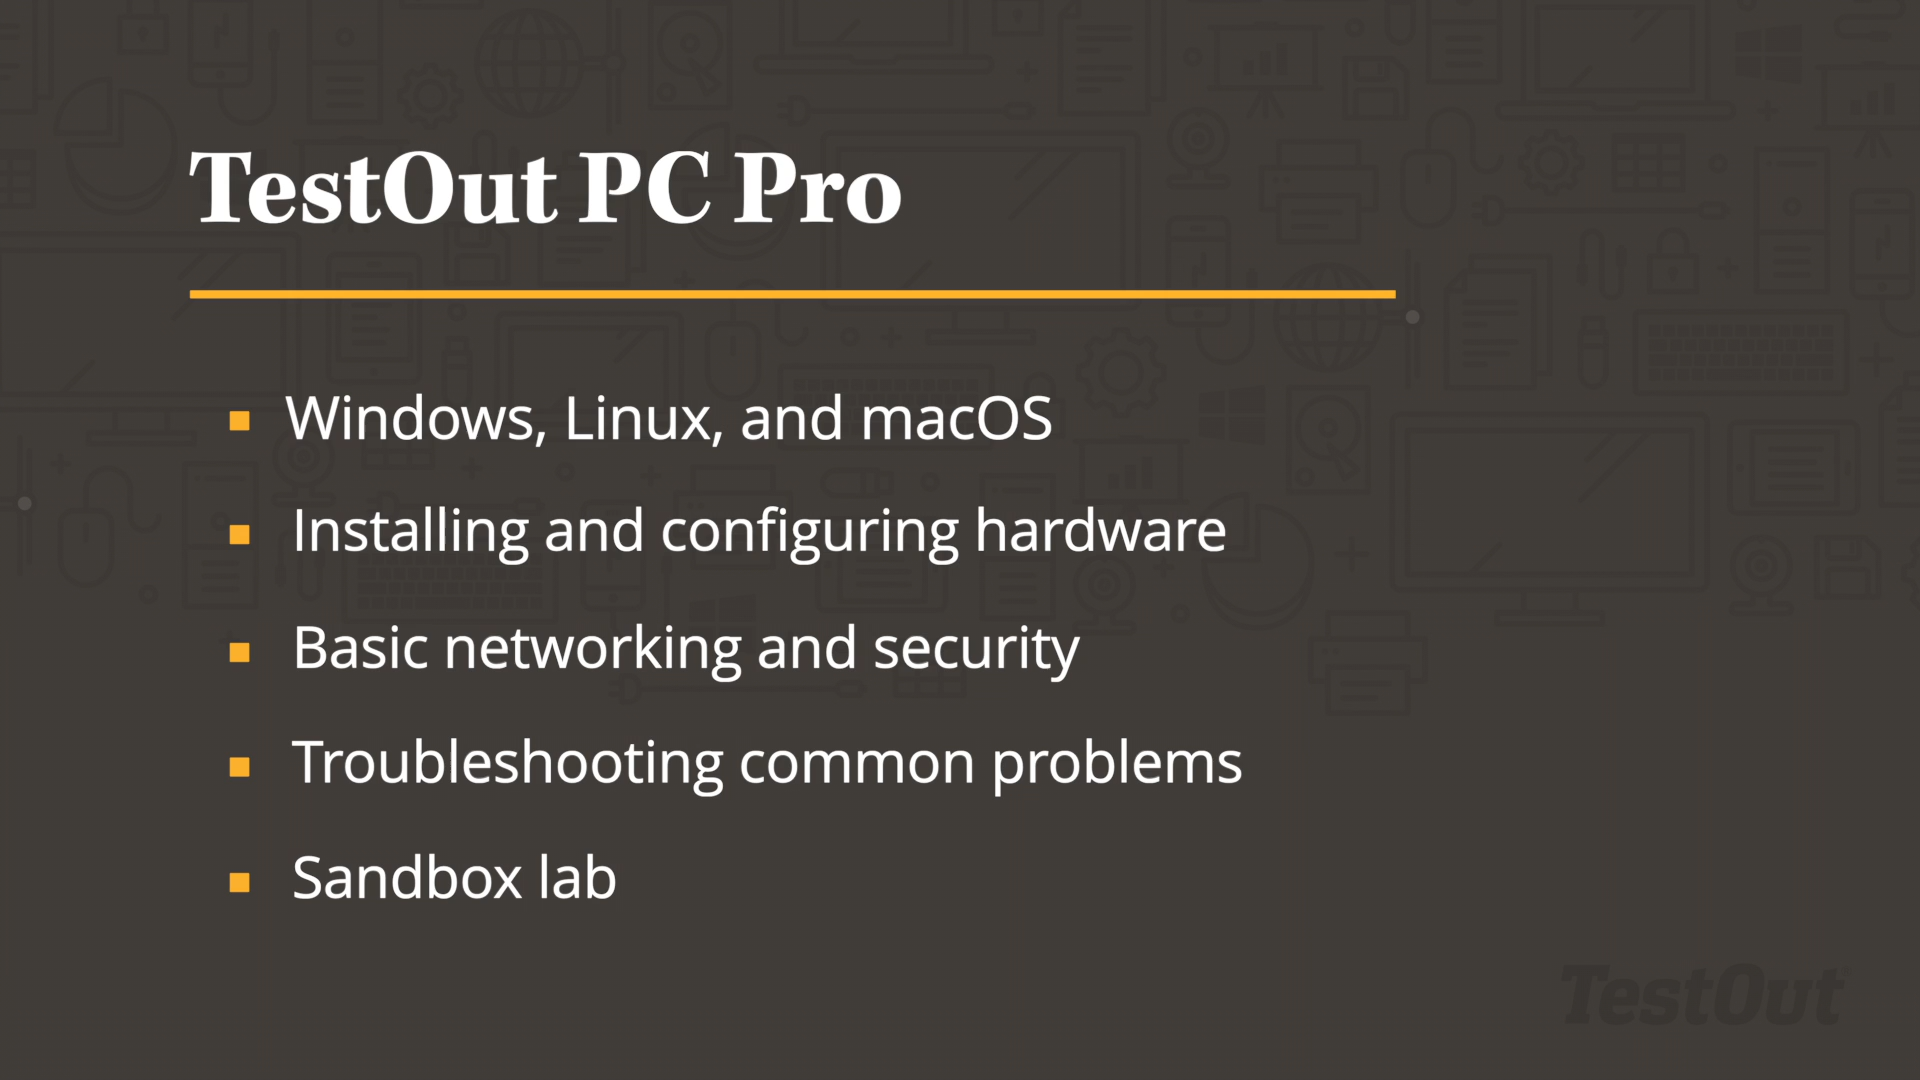 TestOut PC Pro
Windows, Linux, and macOS
Installing and configuring hardware
Basic networking and security
Troubleshooting common problems
Sandbox lab
TestOut